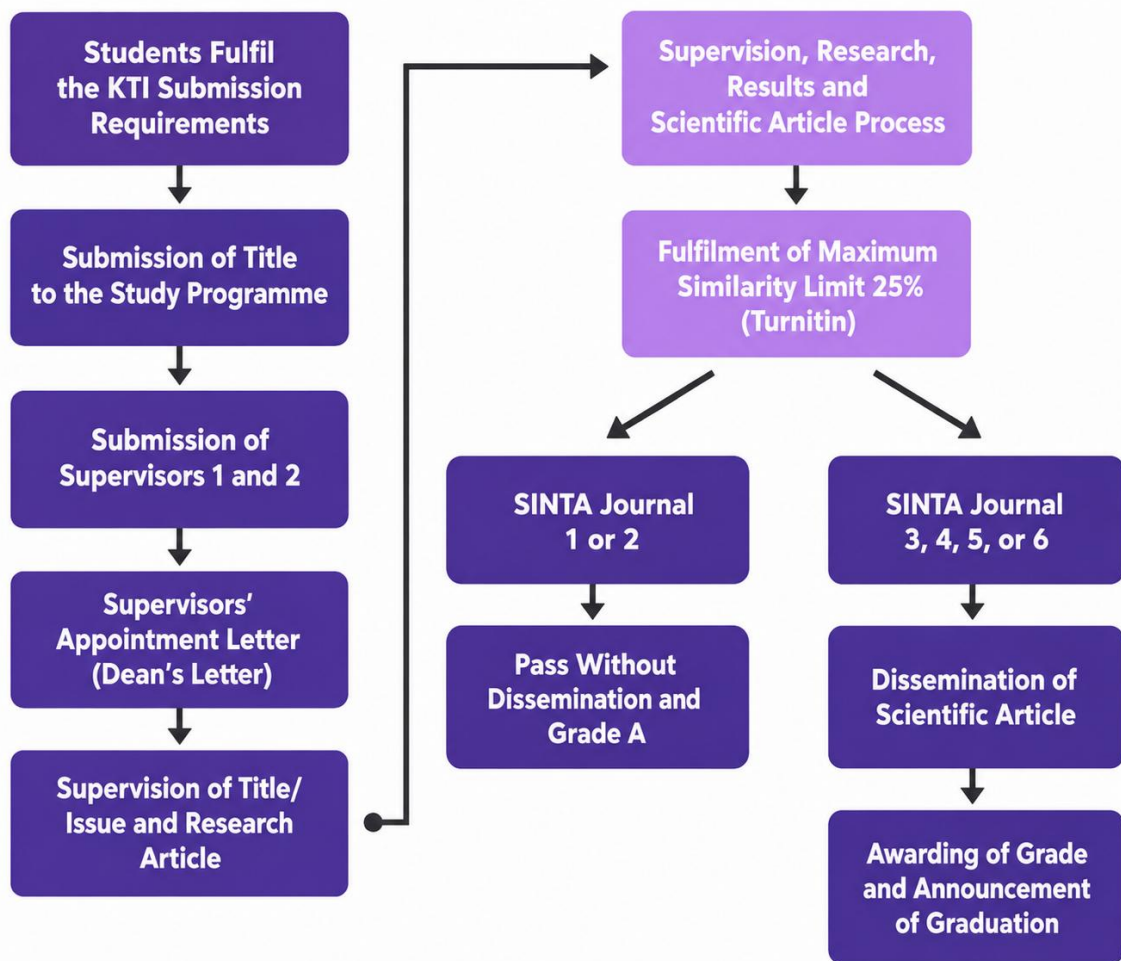 Students Fulfil
the KTI Submission
Requirements
Submission of Title
to the Study Programme
Submission of
Supervisors 1 and 2
Supervisors’
Appointment Letter
(Dean’s Letter)
Supervision of Title/
Issue and Research
Article
Supervision, Research,
Results and
Scientific Article Process
Fulfilment of Maximum
Similarity Limit 25%
(Turnitin)
SINTA Journal
1 or 2
Pass Without
Dissemination and
Grade A
SINTA Journal
3, 4, 5, or 6
Dissemination of
Scientific Article
Awarding of Grade
and Announcement
of Graduation